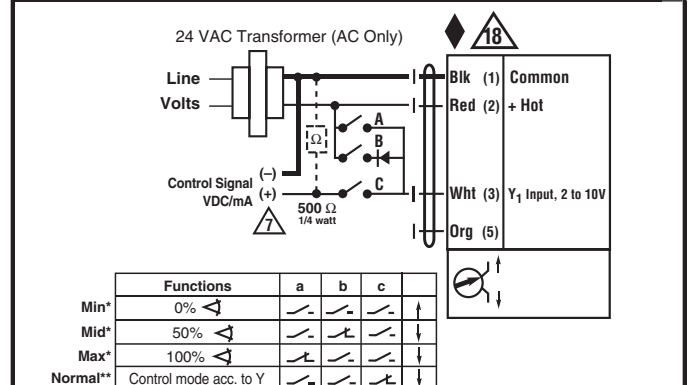 24 VAC Transformer (AC Only)
18
Line
Volts
Blk (1) Common
Red (2) + Hot
A
Ω
B
Control Signal (–)
VDC/mA (+)
C
7
500 Ω
1/4 watt
Wht (3) Y1 Input, 2 to 10V
Org (5)
Functions a b c
Min* 0%
Mid* 50%
Max* 100%
Normal** Control mode acc. to Y